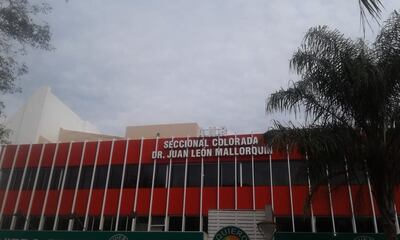 SECCIONAL COLORADA
DR. JUAN LEÓN MALLORQUIN